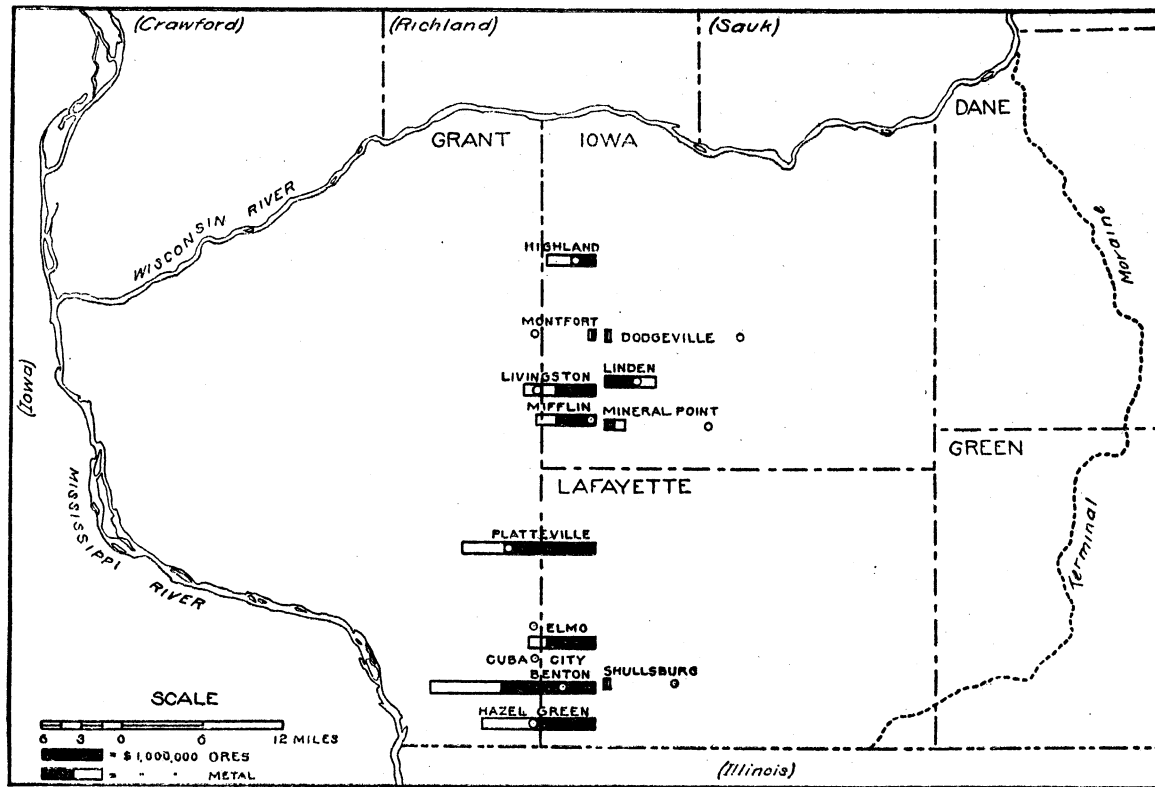 (Crawford)
(Richland)
(Sauk)
DANE
GRANT
IOWA
WISCONSIN RIVER
Moraine
HIGHLAND
MONTFORT
DODGEVILLE
LINDEN
LIVINGSTON
(Iowa)
MIFFLIN
MINERAL POINT
GREEN
LAFAYETTE
MISSISSIPPI
RIVER
PLATTEVILLE
Terminal
ELMO
CUBA CITY
BENTON
SHULLSBURG
HAZEL GREEN
SCALE
6 3 0 6 12 MILES
= $1,000,000 ORES
= " " METAL
(Illinois)